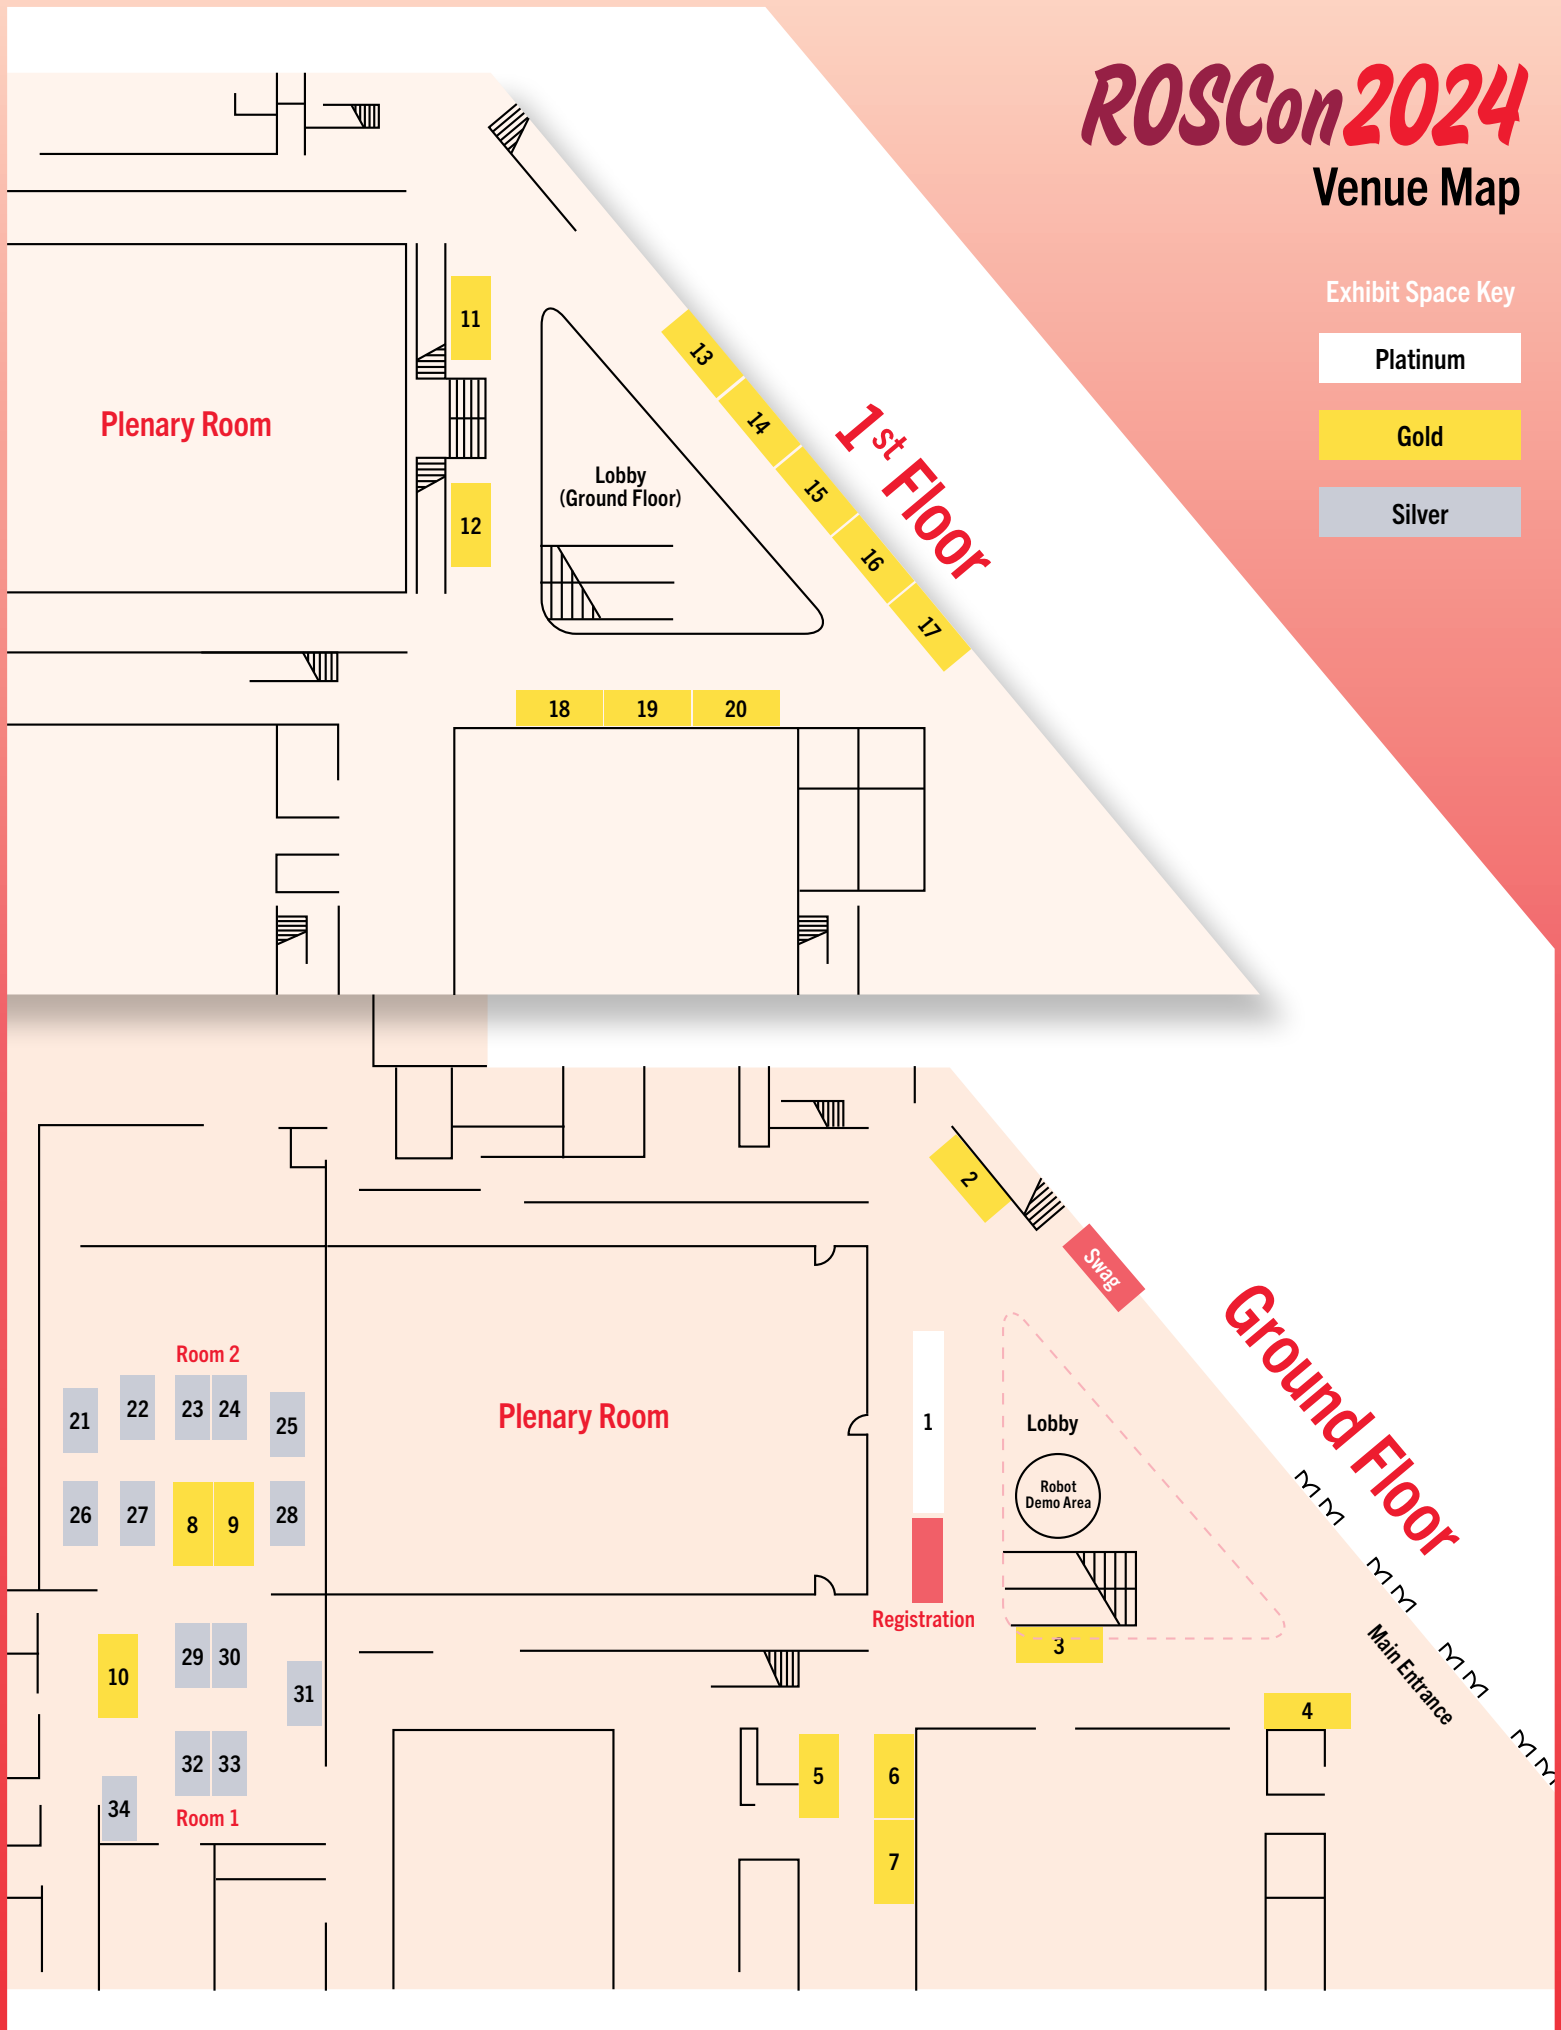 ROSCon2024
Venue Map
Exhibit Space Key
Platinum
Gold
Silver
1st Floor
Plenary Room
Lobby
(Ground Floor)
11
12
13
14
15
16
17
18 19 20
Ground Floor
2
Swag
Plenary Room
1
Registration
Lobby
Robot
Demo Area
3
4
Main Entrance
5
6
7
Room 2
21 22 23 24 25
26 27 8 9 28
10 29 30 31
32 33
34
Room 1